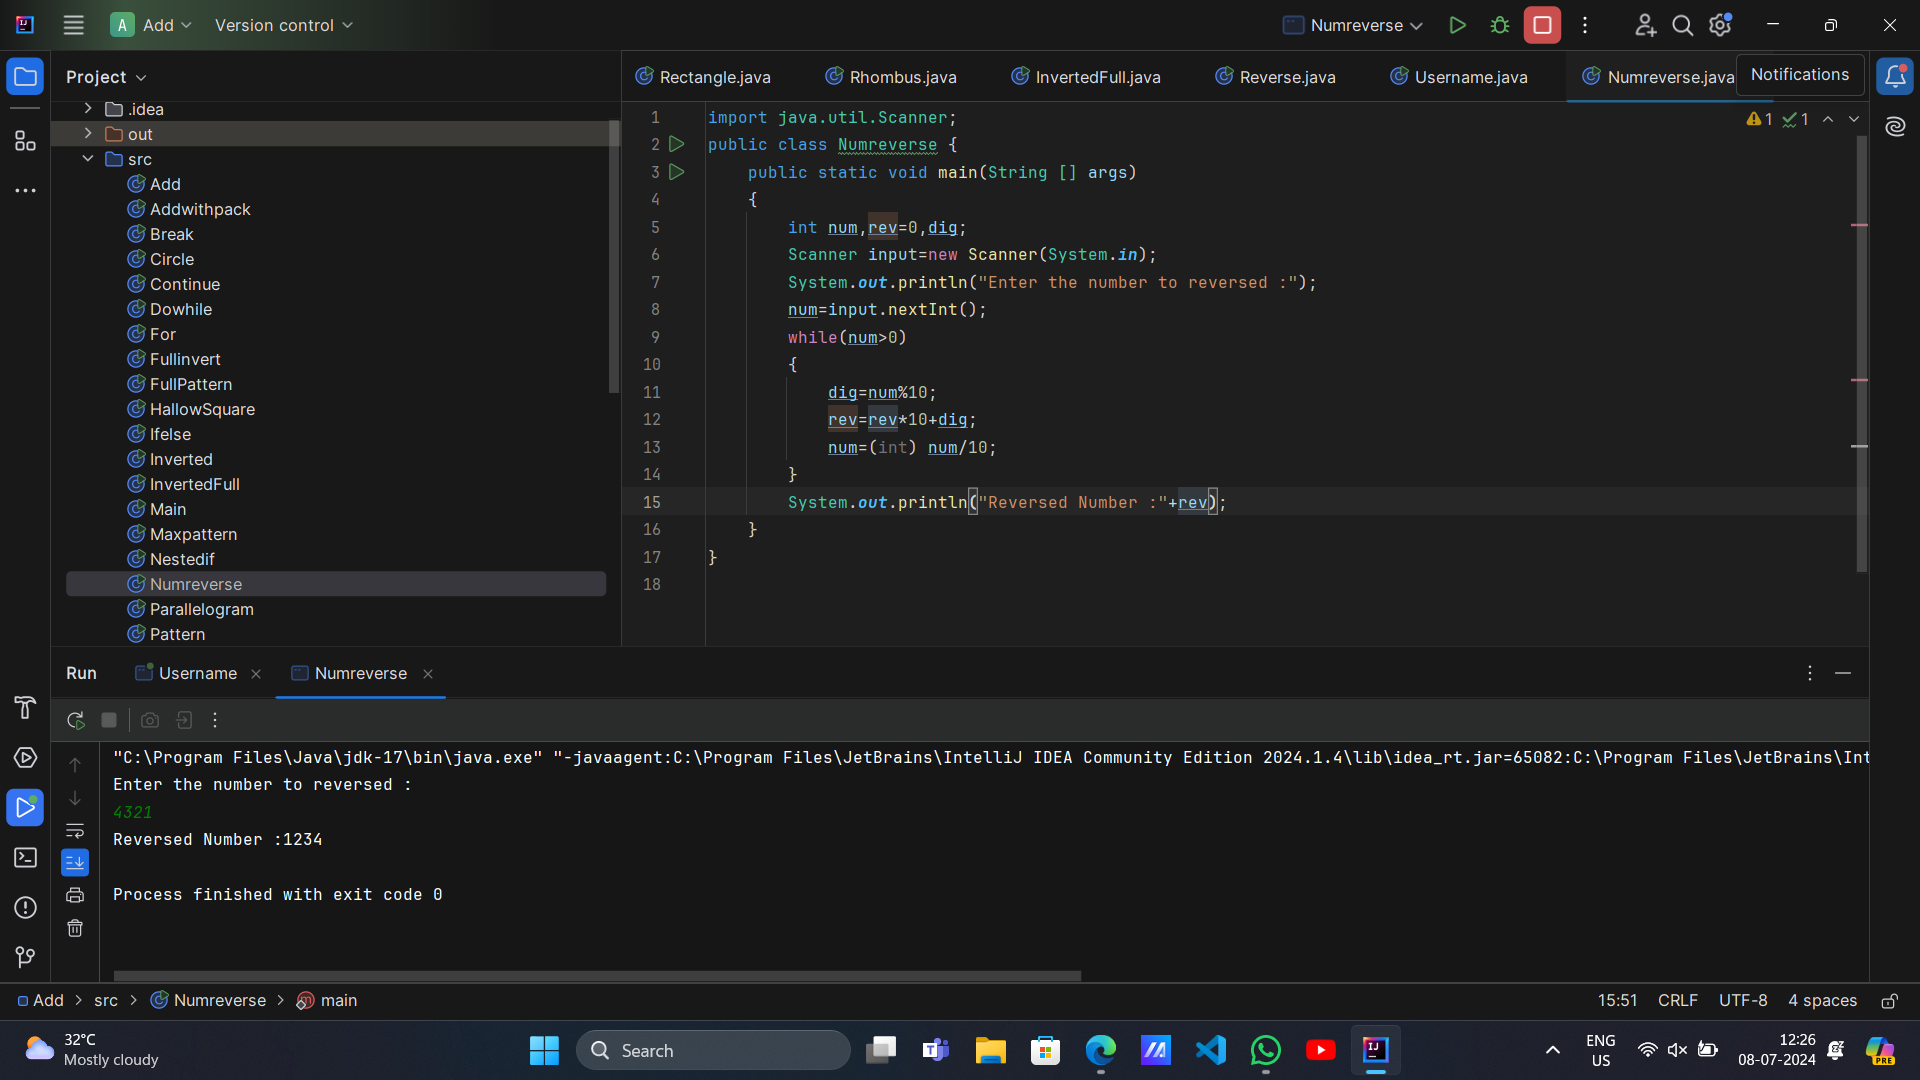 A Add Version control Numreverse
Project
.idea
out
src
Add
Addwithpack
Break
Circle
Continue
Dowhile
For
Fullinvert
FullPattern
HallowSquare
Ifelse
Inverted
InvertedFull
Main
Maxpattern
Nestedif
Numreverse
Parallelogram
Pattern
Rectangle.java Rhombus.java InvertedFull.java Reverse.java Username.java Numreverse.java Notifications
1 1
1 import java.util.Scanner;
2 public class Numreverse {
3 public static void main(String [] args)
4 {
5 int num,rev=0,dig;
6 Scanner input=new Scanner(System.in);
7 System.out.println("Enter the number to reversed :");
8 num=input.nextInt();
9 while(num>0)
10 {
11 dig=num%10;
12 rev=rev*10+dig;
13 num=(int) num/10;
14 }
15 System.out.println("Reversed Number :"+rev);
16 }
17 }
18
Run Username Numreverse
"C:\Program Files\Java\jdk-17\bin\java.exe" "-javaagent:C:\Program Files\JetBrains\IntelliJ IDEA Community Edition 2024.1.4\lib\idea_rt.jar=65082:C:\Program Files\JetBrains\Int
Enter the number to reversed :
4321
Reversed Number :1234
Process finished with exit code 0
Add > src > Numreverse > main 15:51 CRLF UTF-8 4 spaces
32°C
Mostly cloudy
Search
ENG
US
12:26
08-07-2024
PRE